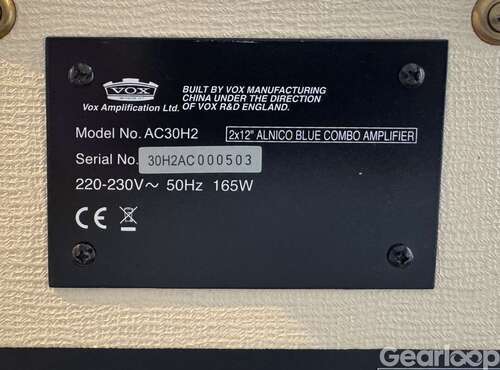 VOX
Vox Amplification Ltd.
BUILT BY VOX MANUFACTURING
CHINA UNDER THE DIRECTION
OF VOX R&D ENGLAND.
Model No. AC30H2
2x12" ALNICO BLUE COMBO AMPLIFIER
Serial No. 30H2AC000503
220-230V~ 50Hz 165W
CE
Gearloop